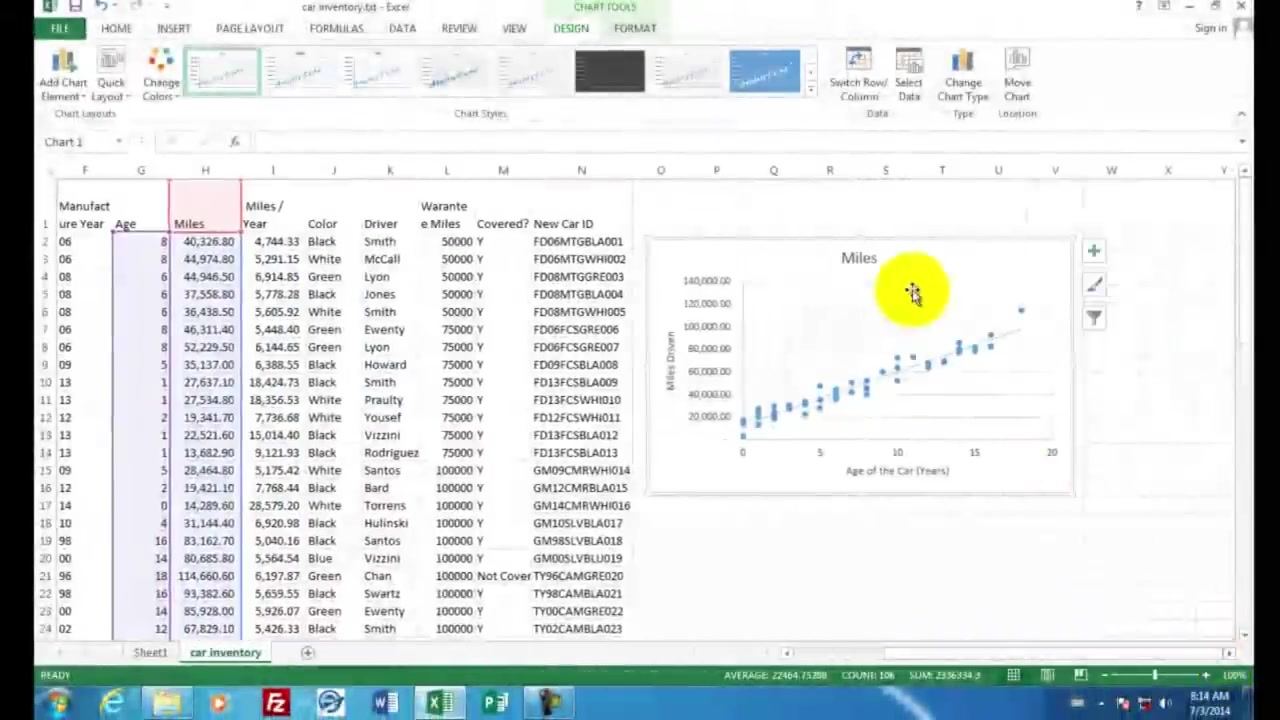 car inventory.txt - Excel
CHART TOOLS
?
FILE HOME INSERT PAGE LAYOUT FORMULAS DATA REVIEW VIEW DESIGN FORMAT Sign in
Add Chart Element Quick Layout Change Colors Switch Row/ Column Select Data Change Chart Type Move Chart
Chart Layouts Chart Styles Data Type Location
Chart 1 fx
F G H I J K L M N O P Q R S T U V W X Y
1 Manufact ure Year Age Miles Miles / Year Color Driver Warante e Miles Covered? New Car ID
2 06 8 40,326.80 4,744.33 Black Smith 50000 Y FD06MTGBLA001
3 06 8 44,974.80 5,291.15 White McCall 50000 Y FD06MTGWHI002
4 08 6 44,946.50 6,914.85 Green Lyon 50000 Y FD08MTGGRE003
5 08 6 37,558.80 5,778.28 Black Jones 50000 Y FD08MTGBLA004
6 08 6 36,438.50 5,605.92 White Smith 50000 Y FD08MTGWHI005
7 06 8 46,311.40 5,448.40 Green Ewenty 75000 Y FD06FCSGRE006
8 06 8 52,229.50 6,144.65 Green Lyon 75000 Y FD06FCSGRE007
9 09 5 35,137.00 6,388.55 Black Howard 75000 Y FD09FCSBLA008
10 13 1 27,637.10 18,424.73 Black Smith 75000 Y FD13FCSBLA009
11 13 1 27,534.80 18,356.53 White Praulty 75000 Y FD13FCSWHI010
12 12 2 19,341.70 7,736.68 White Yousef 75000 Y FD12FCSWHI011
13 13 1 22,521.60 15,014.40 Black Vizzini 75000 Y FD13FCSBLA012
14 13 1 13,682.90 9,121.93 Black Rodriguez 75000 Y FD13FCSBLA013
15 09 5 28,464.80 5,175.42 White Santos 100000 Y GM09CMRWHI014
16 12 2 19,421.10 7,768.44 Black Bard 100000 Y GM12CMRBLA015
17 14 0 14,289.60 28,579.20 White Torrens 100000 Y GM14CMRWHI016
18 10 4 31,144.40 6,920.98 Black Hulinski 100000 Y GM10SLVBLA017
19 98 16 83,162.70 5,040.16 Black Santos 100000 Y GM98SLVBLA018
20 00 14 80,685.80 5,564.54 Blue Vizzini 100000 Y GM00SLVBLU019
21 96 18 114,660.60 6,197.87 Green Chan 100000 Not Cover TY96CAMGRE020
22 98 16 93,382.60 5,659.55 Black Swartz 100000 Y TY98CAMBLA021
23 00 14 85,928.00 5,926.07 Green Ewenty 100000 Y TY00CAMGRE022
24 02 12 67,829.10 5,426.33 Black Smith 100000 Y TY02CAMBLA023
Miles
140,000.00
120,000.00
100,000.00
80,000.00
60,000.00
40,000.00
20,000.00
Miles Driven
0 5 10 15 20
Age of the Car (Years)
Sheet1 car inventory
READY AVERAGE: 22464.75288 COUNT: 106 SUM: 2336334.3 100%
8:14 AM
7/3/2014